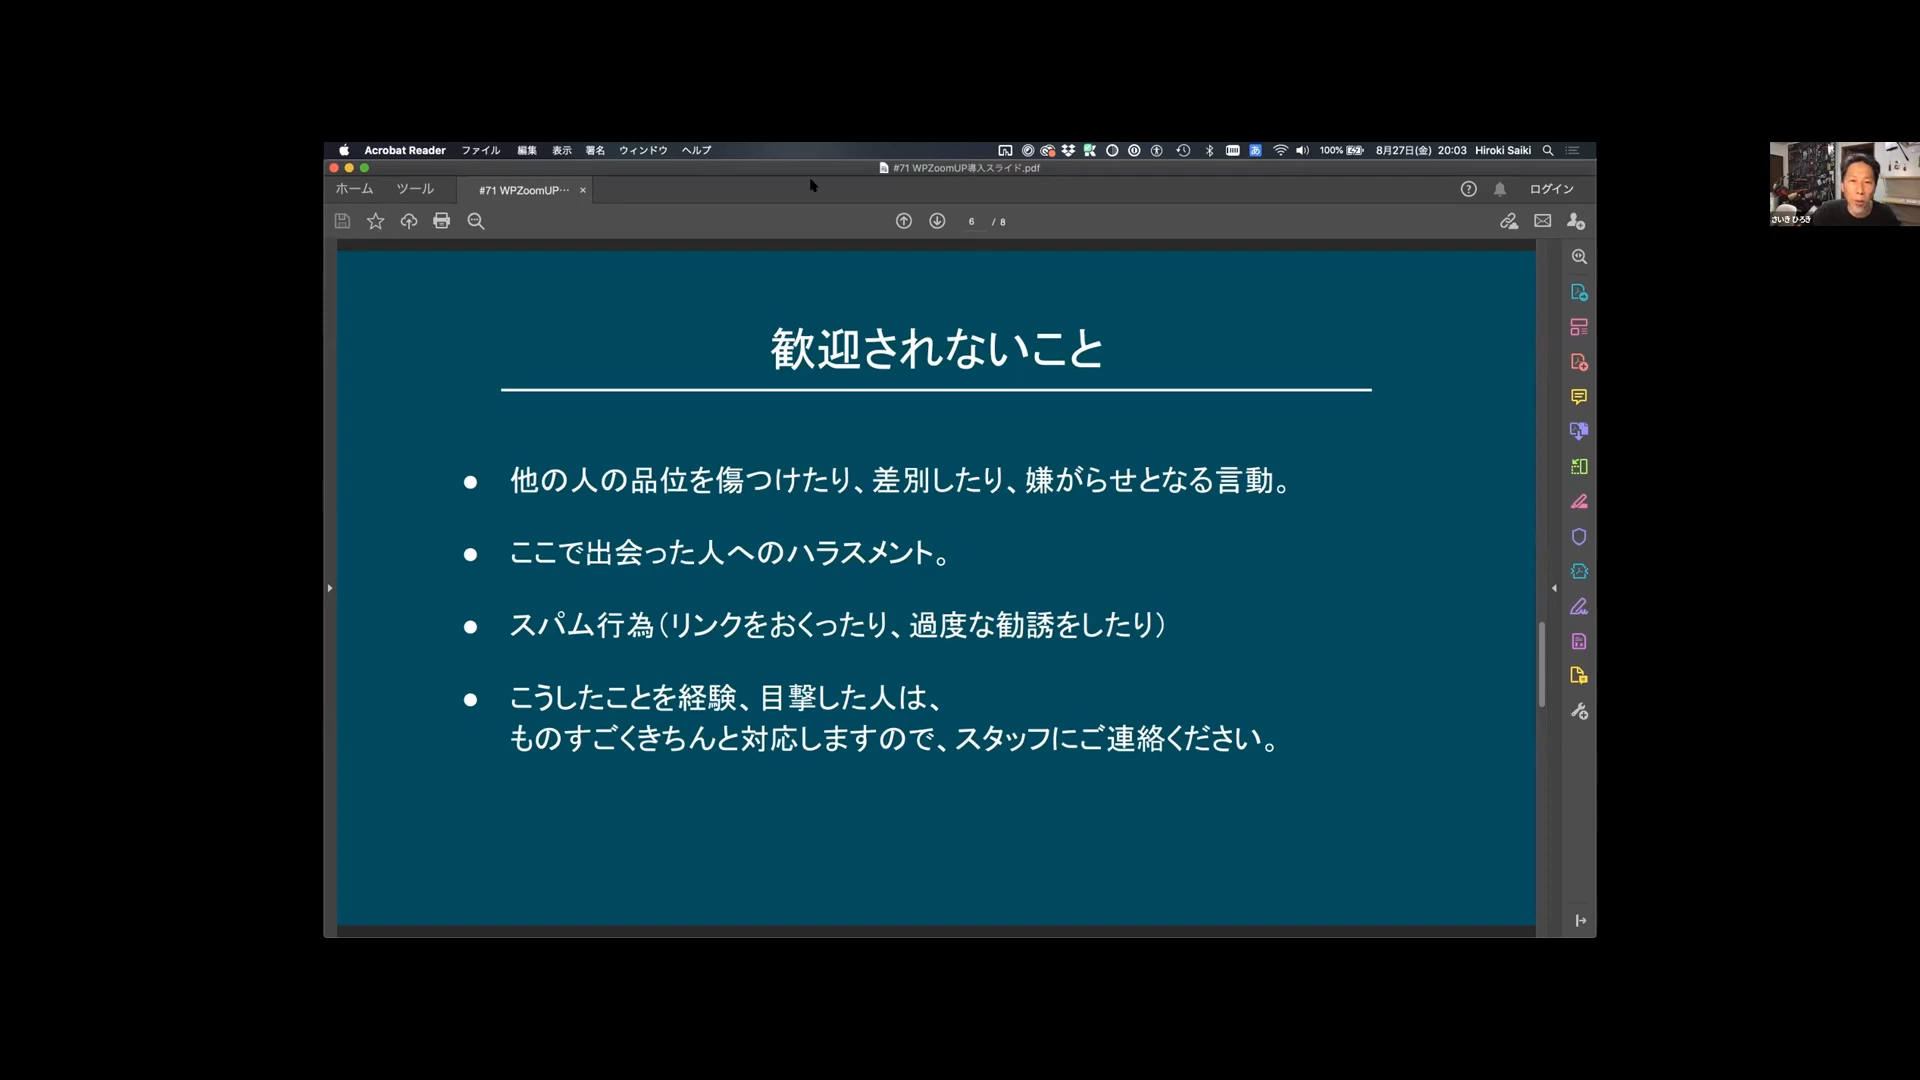 Acrobat Reader ファイル 編集 表示 署名 ウィンドウ ヘルプ 100% 8月27日(金) 20:03 Hiroki Saiki
#71 WPZoomUP導入スライド.pdf
ホーム ツール #71 WPZoomUP… × ログイン
6 / 8
歓迎されないこと
● 他の人の品位を傷つけたり、差別したり、嫌がらせとなる言動。
● ここで出会った人へのハラスメント。
● スパム行為(リンクをおくったり、過度な勧誘をしたり)
● こうしたことを経験、目撃した人は、
ものすごくきちんと対応しますので、スタッフにご連絡ください。
さいき ひろき